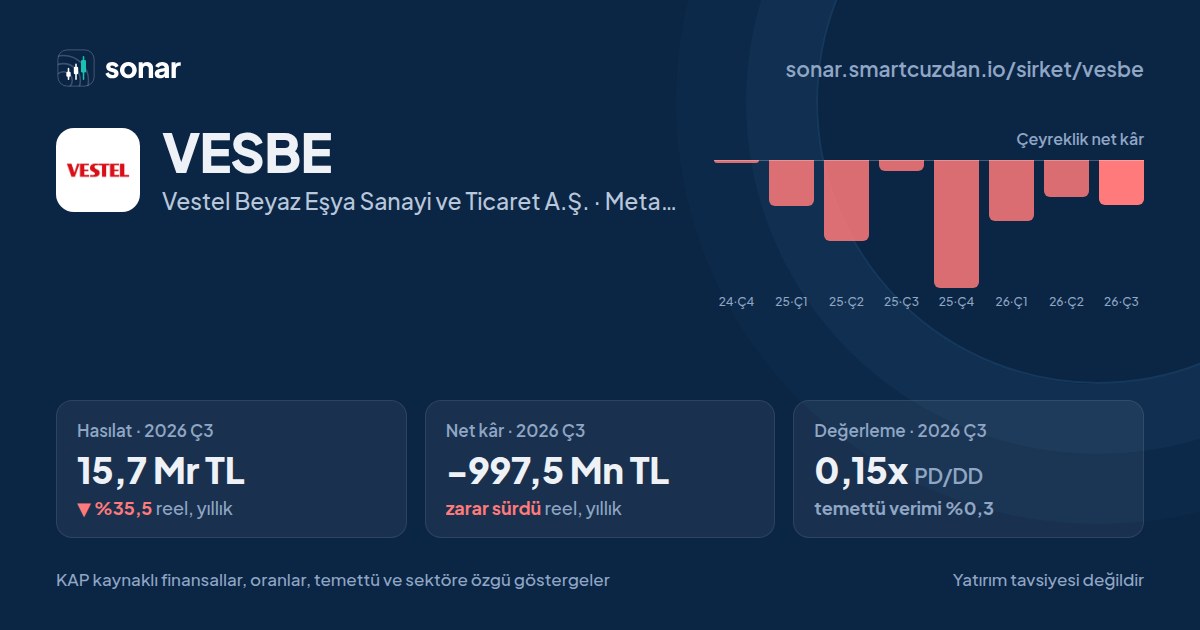 sonar
sonar.smartcuzdan.io/sirket/vesbe
VESTEL
VESBE
Vestel Beyaz Eşya Sanayi ve Ticaret A.Ş. · Meta...
Çeyreklik net kâr
24·Ç4 25·Ç1 25·Ç2 25·Ç3 25·Ç4 26·Ç1 26·Ç2 26·Ç3
Hasılat · 2026 Ç3
15,7 Mr TL
▼ %35,5 reel, yıllık
Net kâr · 2026 Ç3
−997,5 Mn TL
zarar sürdü reel, yıllık
Değerleme · 2026 Ç3
0,15x PD/DD
temettü verimi %0,3
KAP kaynaklı finansallar, oranlar, temettü ve sektöre özgü göstergeler
Yatırım tavsiyesi değildir